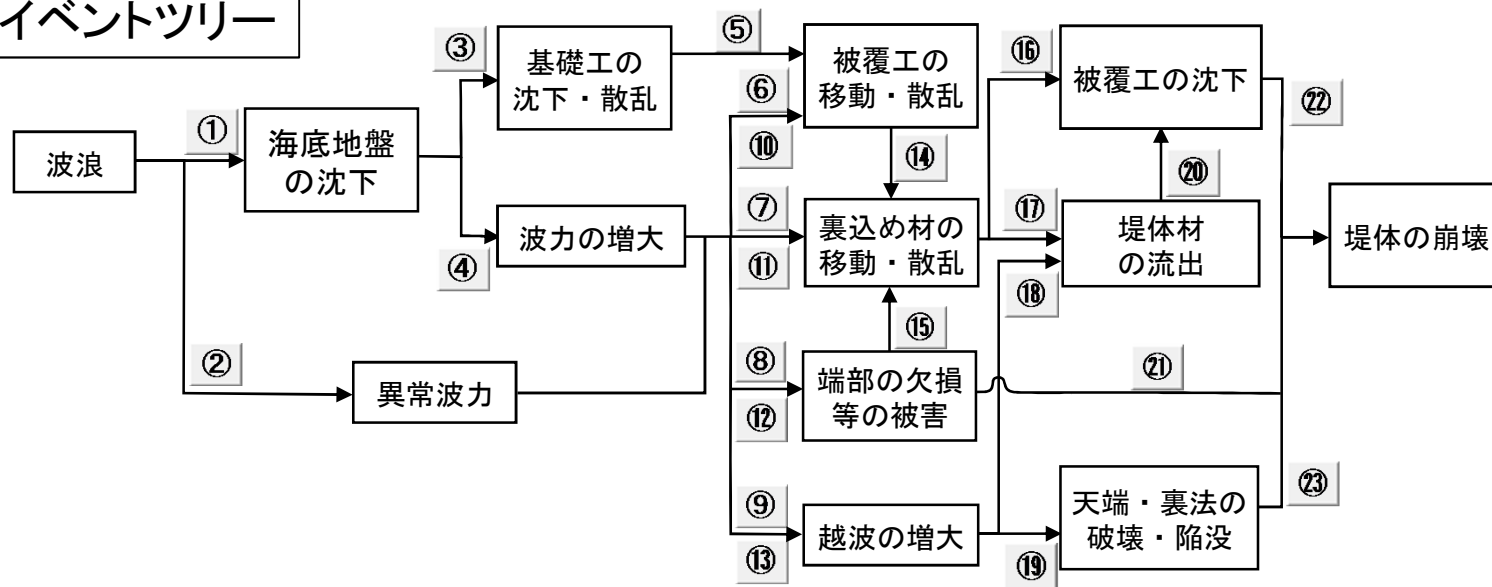 イベントツリー
①
波浪
海底地盤
の沈下
②
③
④
基礎工の
沈下・散乱
波力の増大
異常波力
⑤
⑥
⑩
⑦
⑪
⑧
⑫
⑨
⑬
被覆工の
移動・散乱
⑭
裏込め材の
移動・散乱
⑮
端部の欠損
等の被害
越波の増大
⑯
⑰
⑱
⑲
被覆工の沈下
⑳
堤体材
の流出
㉑
天端・裏法の
破壊・陥没
㉒
㉓
堤体の崩壊